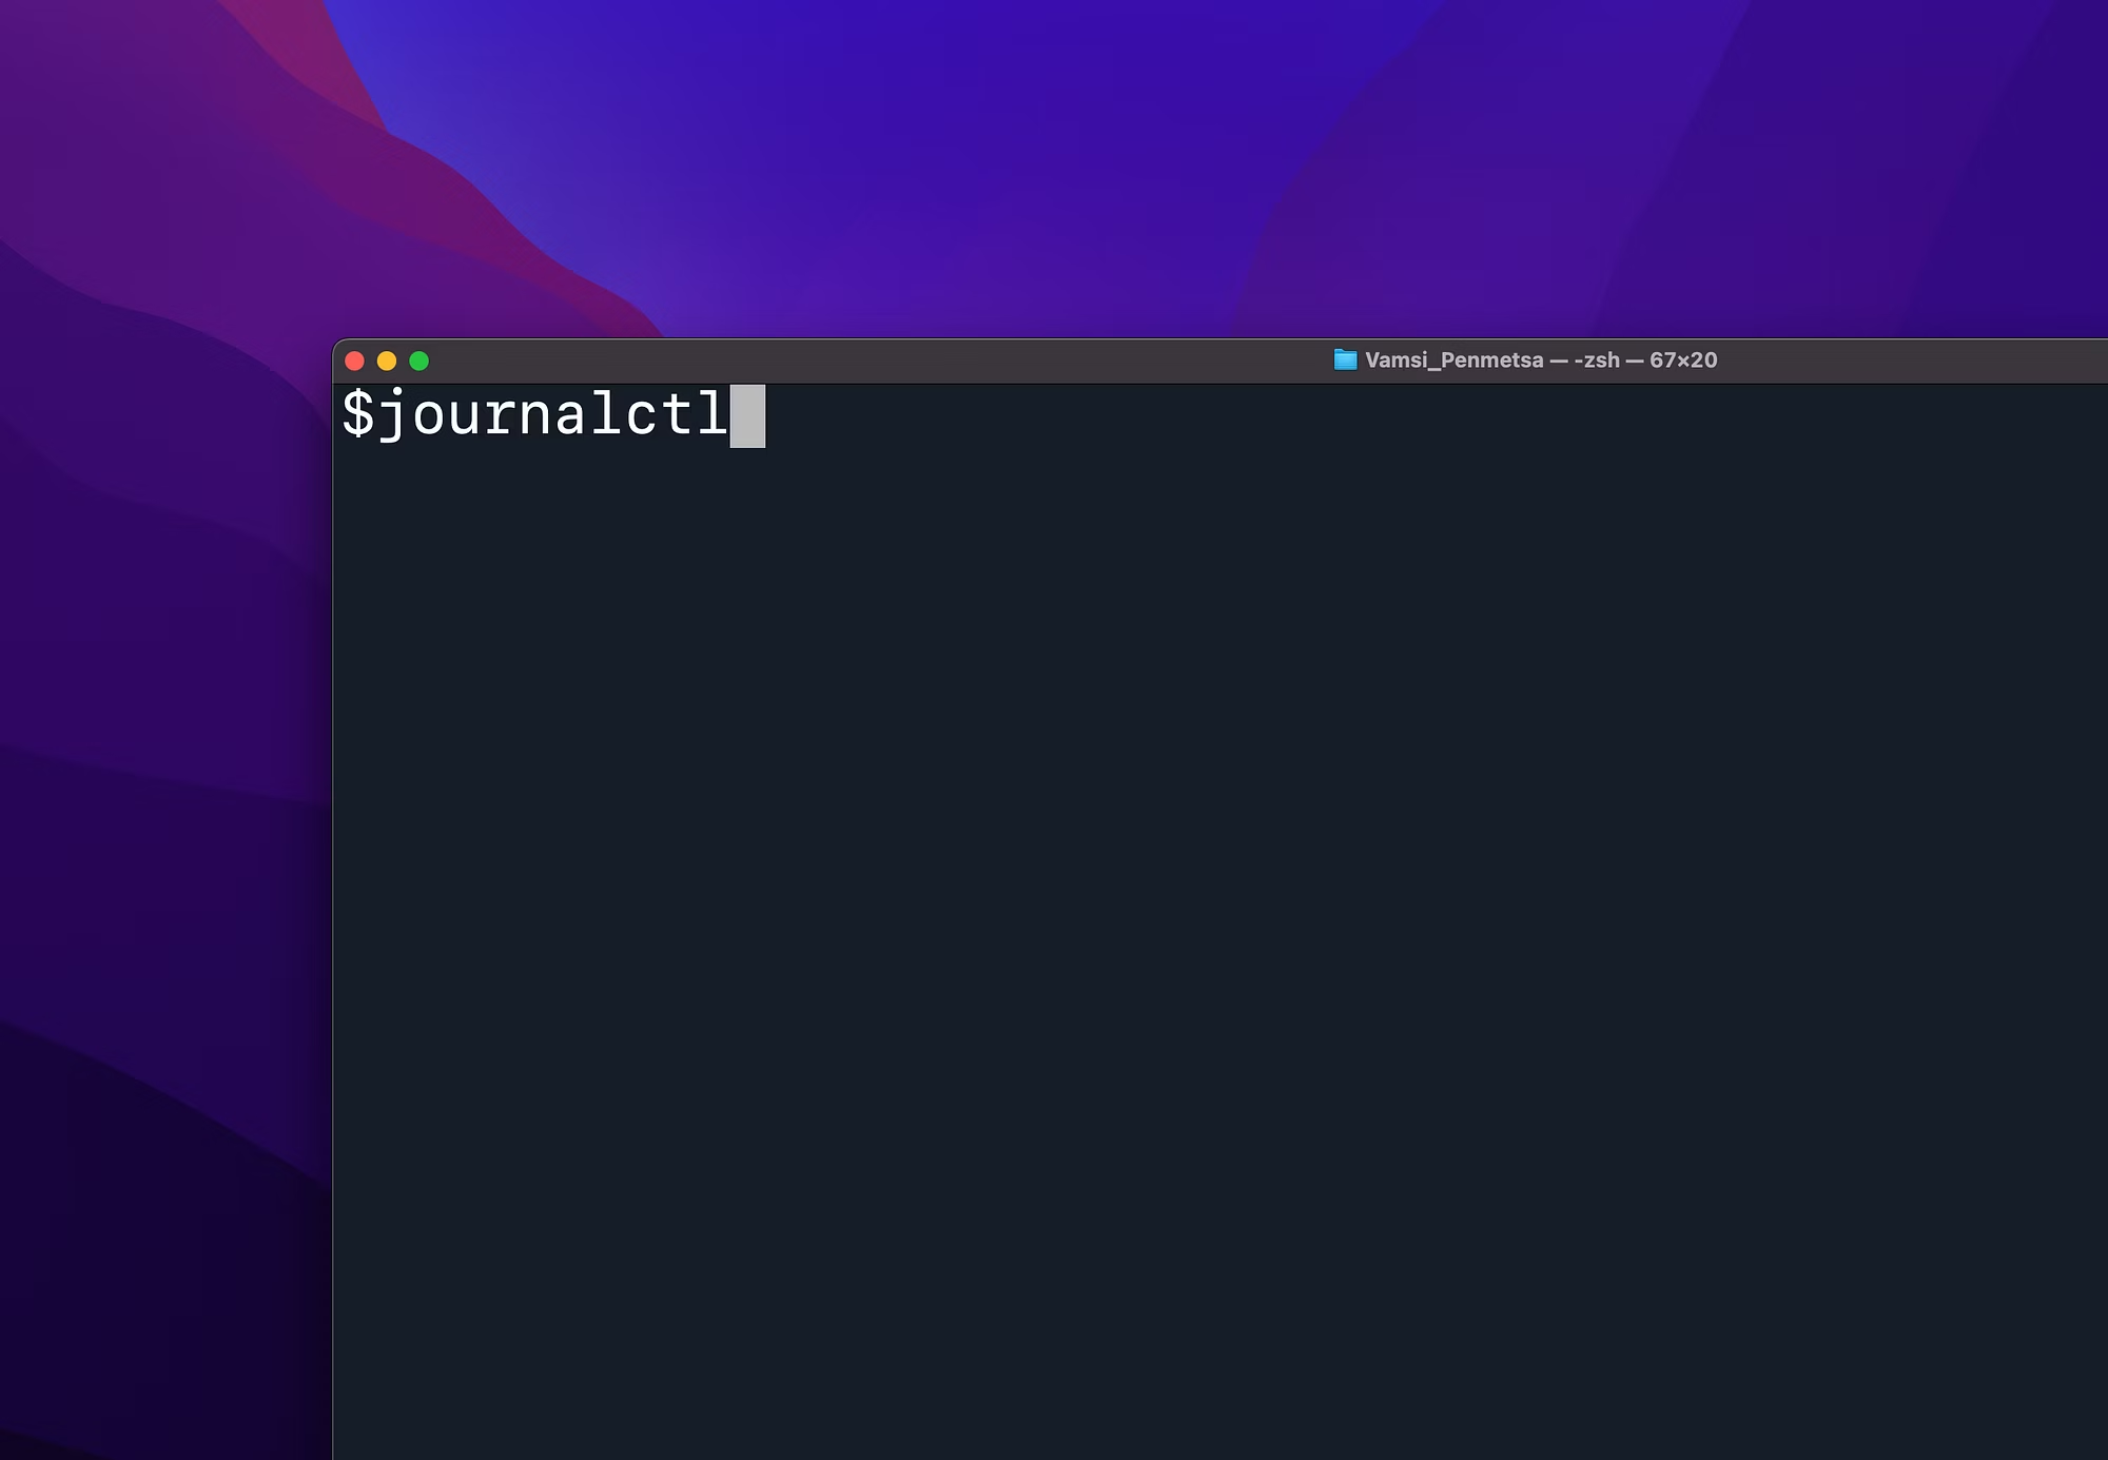 Vamsi_Penmetsa — -zsh — 67×20
$journalctl